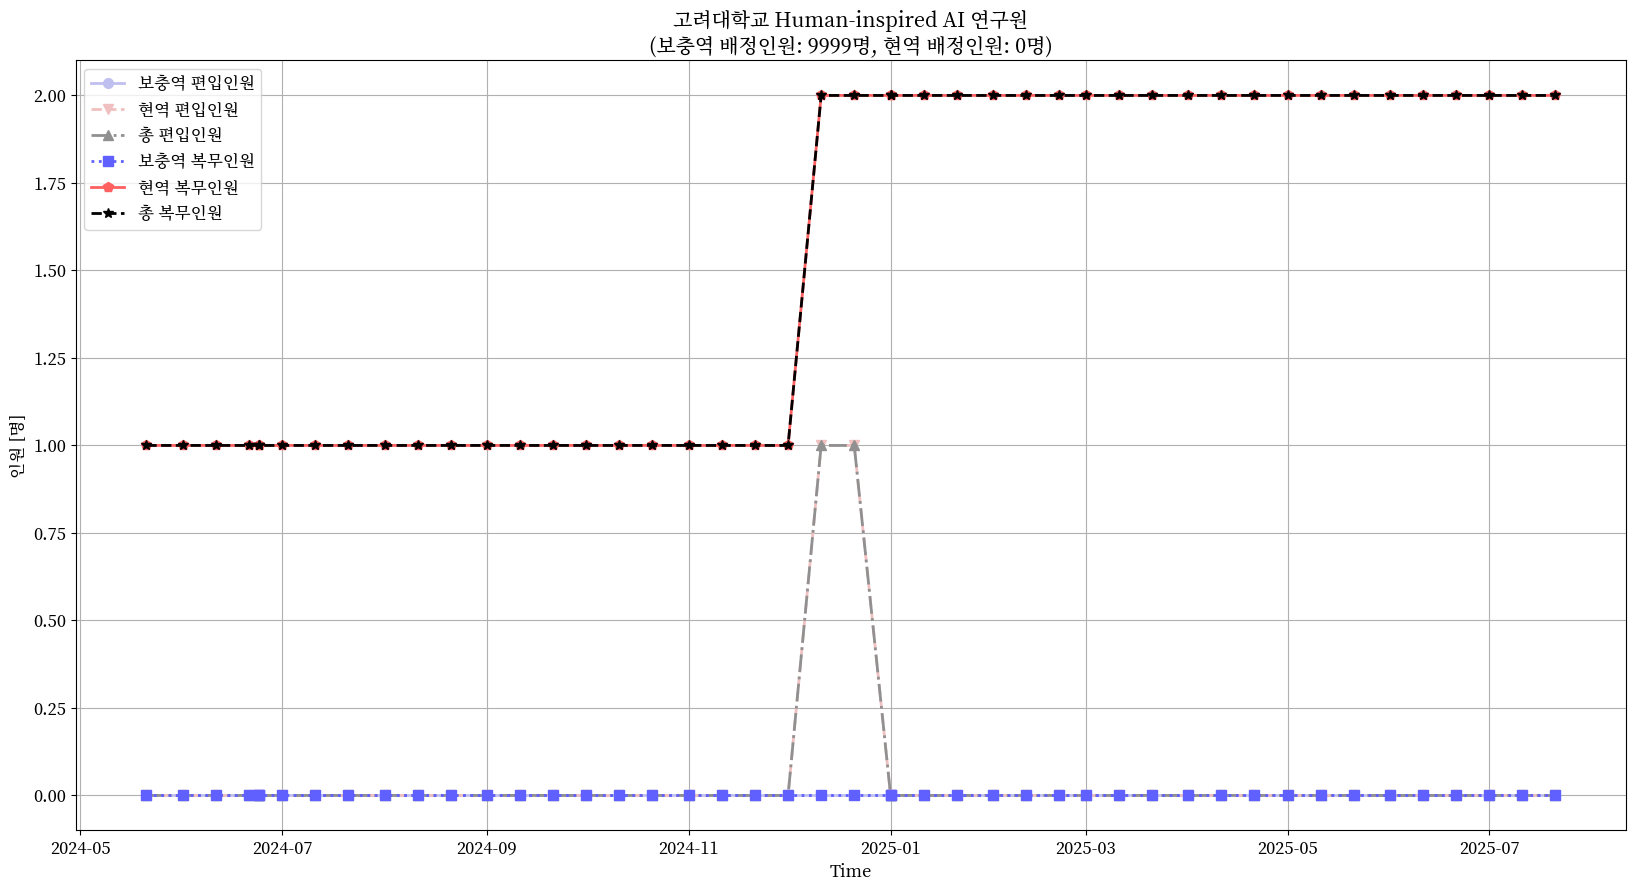 고려대학교 Human-inspired AI 연구원
(보충역 배정인원: 9999명, 현역 배정인원: 0명)
보충역 편입인원
현역 편입인원
총 편입인원
보충역 복무인원
현역 복무인원
총 복무인원
2.00
1.75
1.50
1.25
1.00
0.75
0.50
0.25
0.00
인원 [명]
2024-05
2024-07
2024-09
2024-11
2025-01
2025-03
2025-05
2025-07
Time